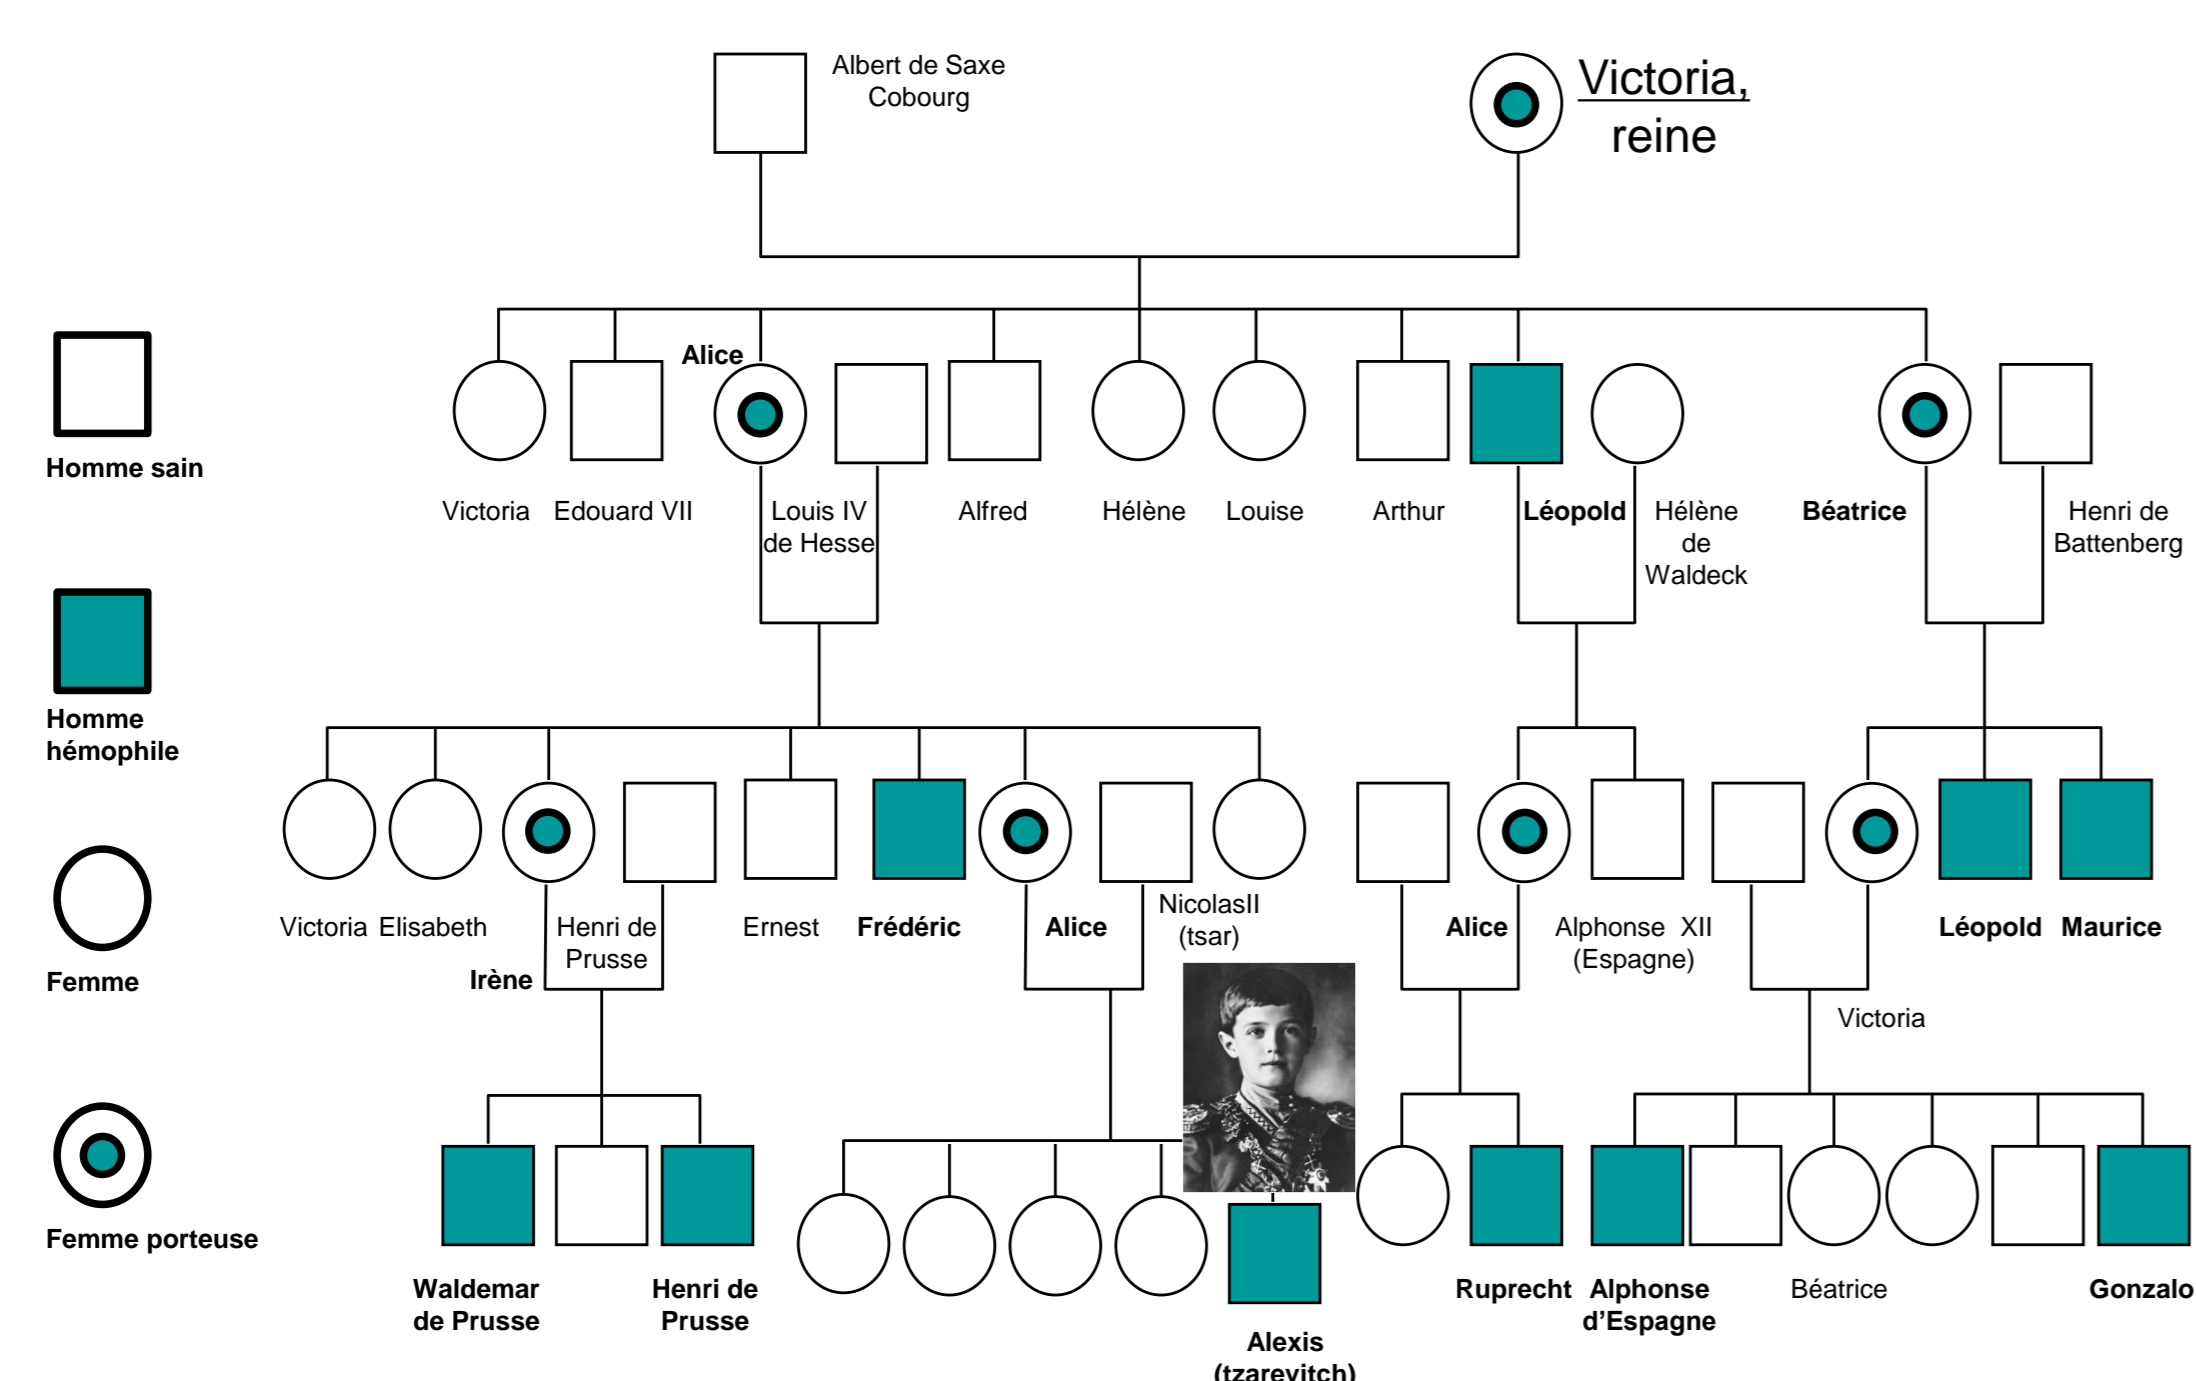 Albert de Saxe
Cobourg
Victoria,
reine
Homme sain
Homme
hémophile
Femme
Femme porteuse
Alice
Victoria
Edouard VII
Louis IV
de Hesse
Alfred
Hélène
Louise
Arthur
Léopold
Hélène
de
Waldeck
Béatrice
Henri de
Battenberg
Victoria
Elisabeth
Irène
Henri de
Prusse
Ernest
Frédéric
Alice
NicolasII
(tsar)
Alice
Alphonse XII
(Espagne)
Victoria
Léopold
Maurice
Waldemar
de Prusse
Henri de
Prusse
Alexis
(tzarevitch)
Ruprecht
Alphonse
d'Espagne
Béatrice
Gonzalo